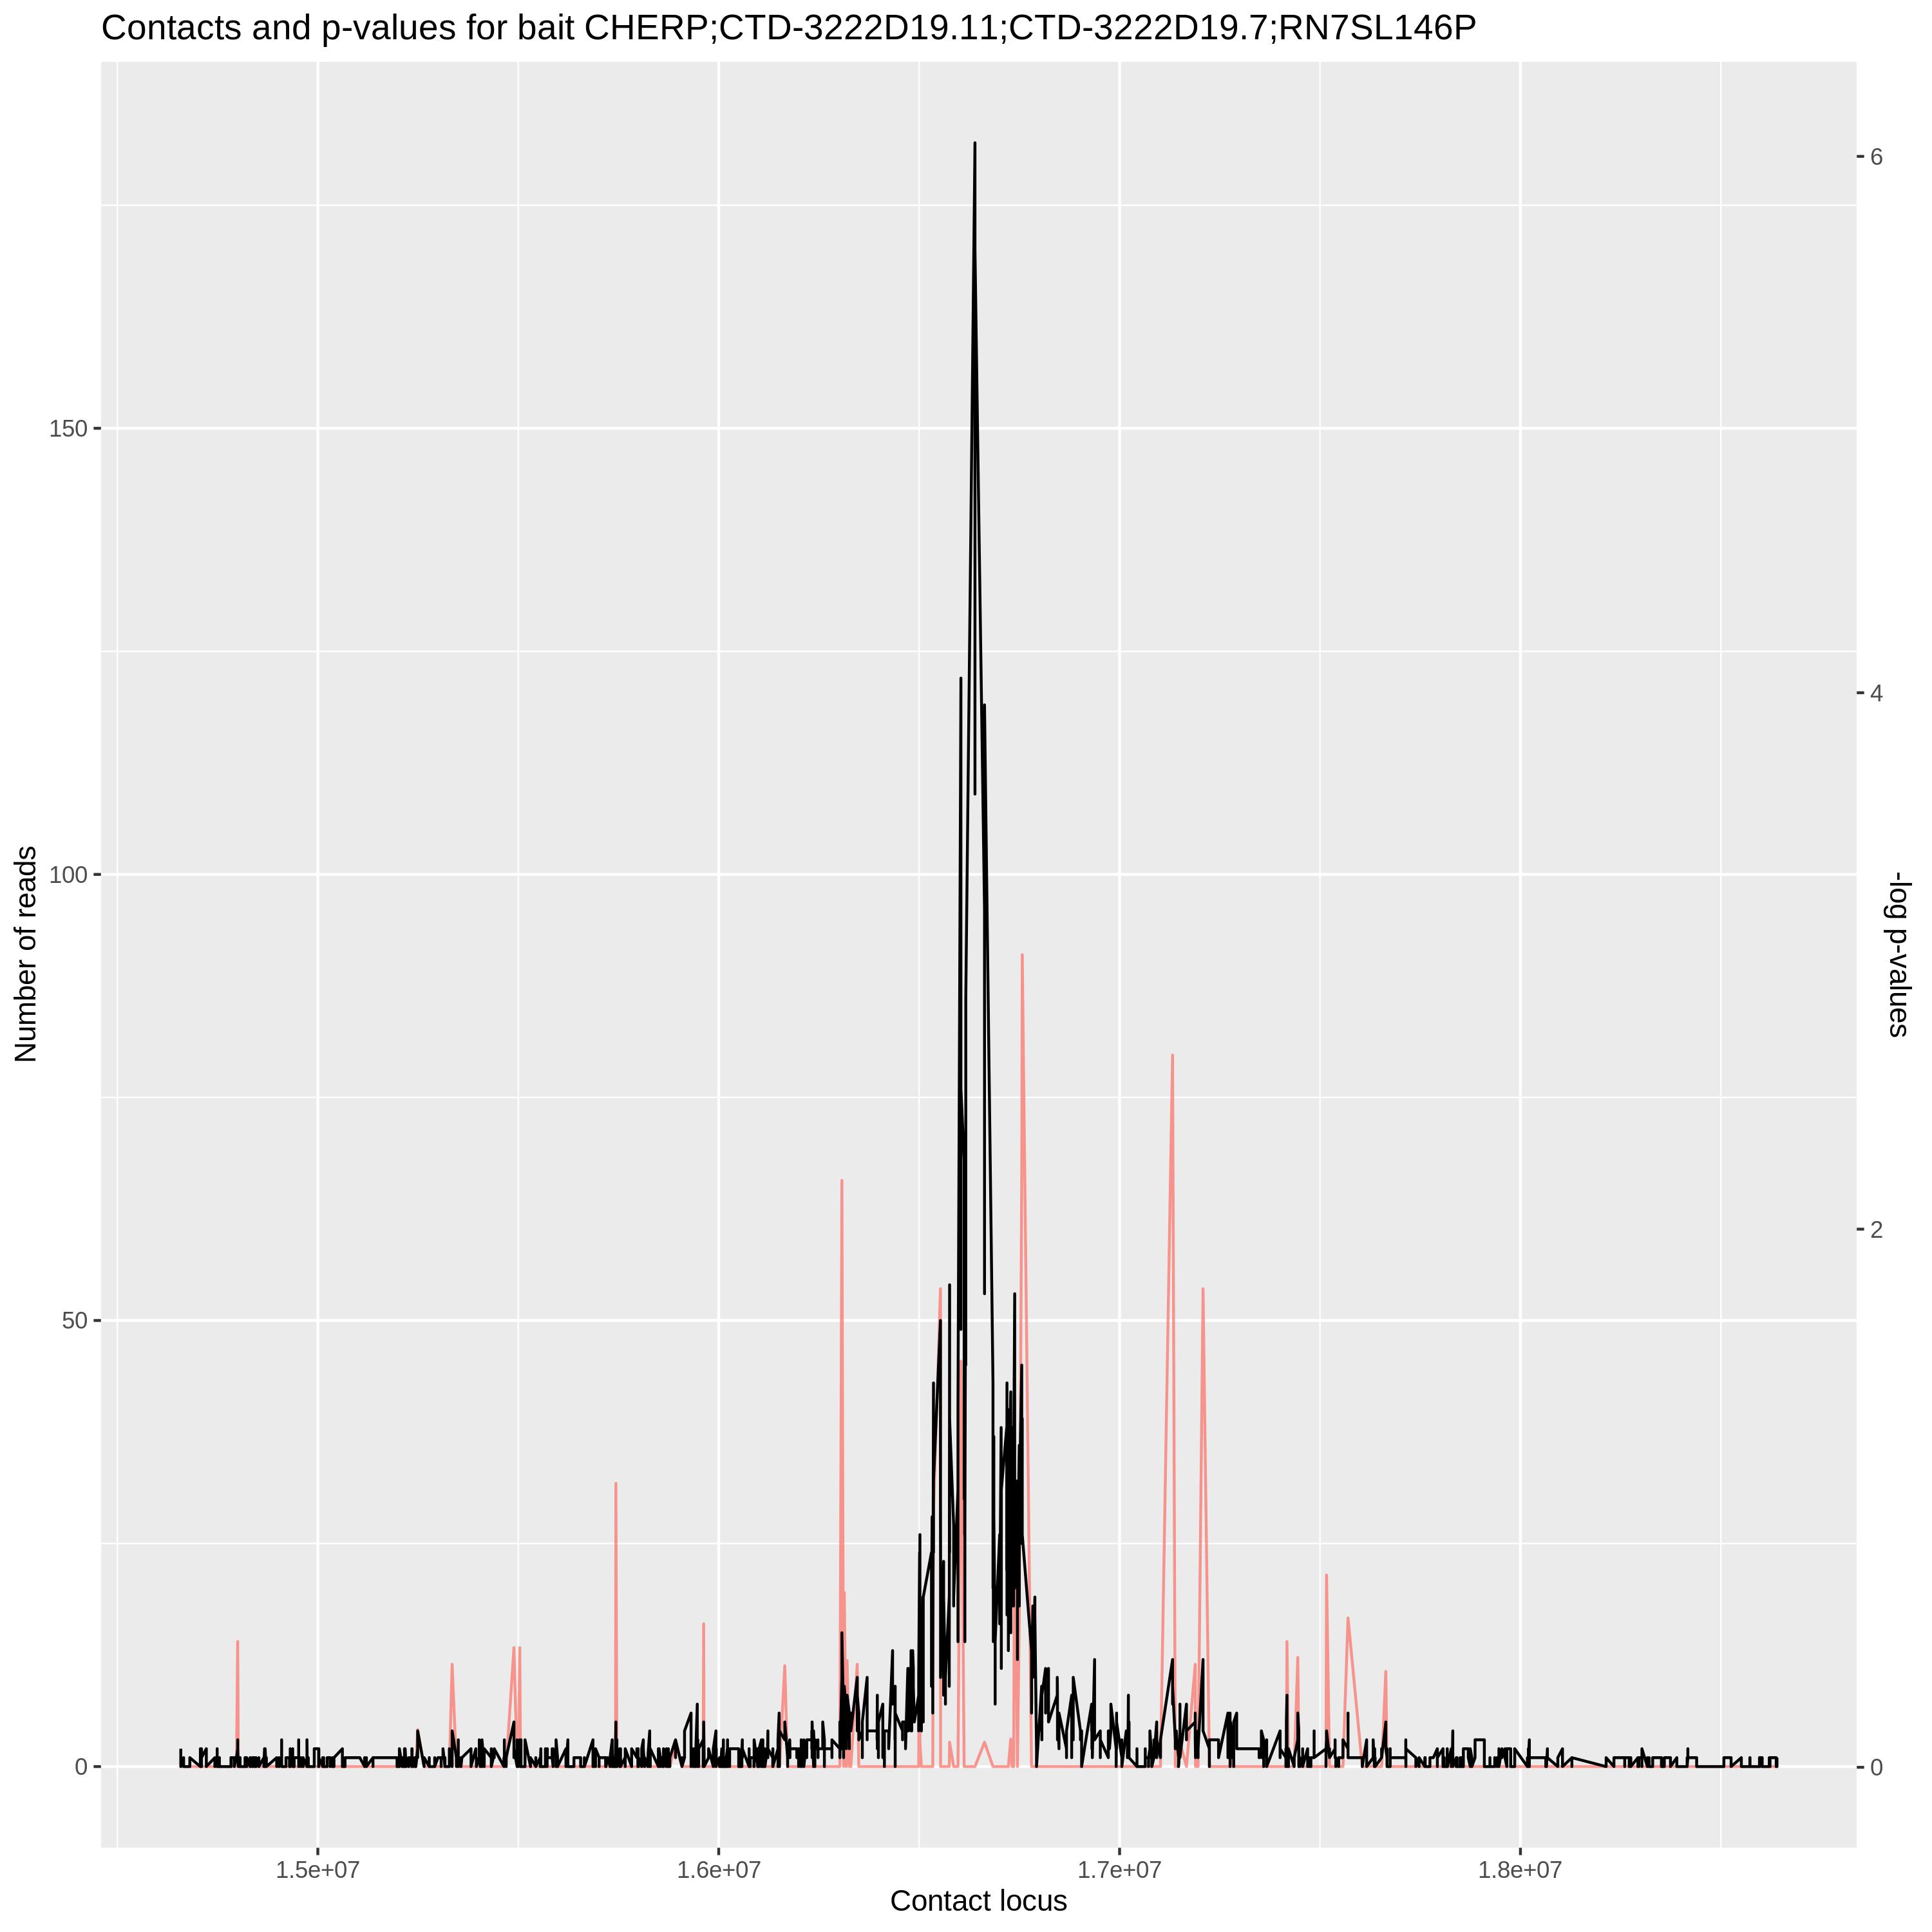 Contacts and p-values for bait CHERP;CTD-3222D19.11;CTD-3222D19.7;RN7SL146P
6
150
4
100
Number of reads
-log p-values
2
50
0
0
1.5e+07
1.6e+07
1.7e+07
1.8e+07
Contact locus